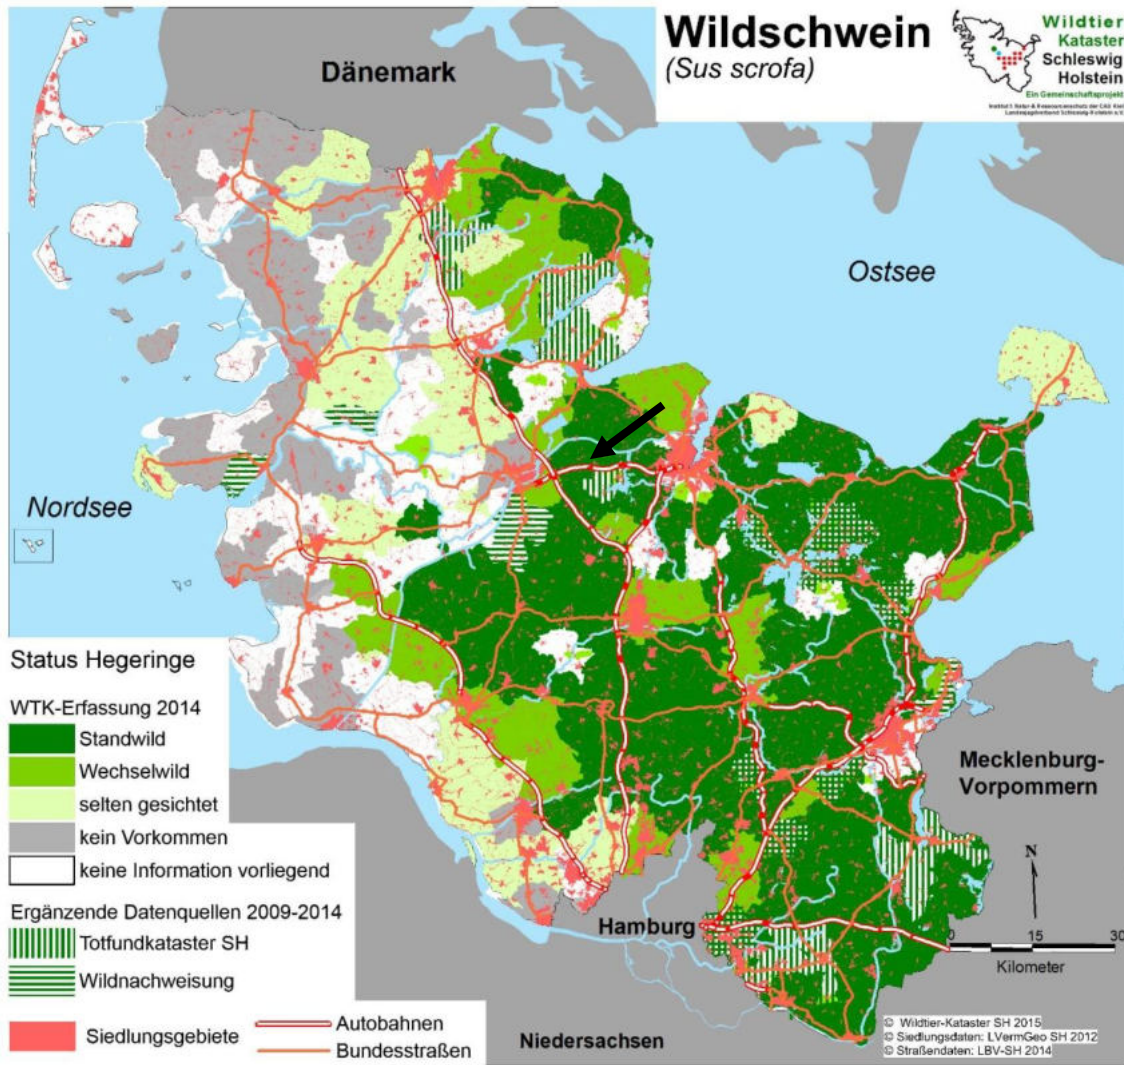 Wildschwein
(Sus scrofa)
Wildtier
Kataster
Schleswig
Holstein
Ein Gemeinschaftsprojekt
Dänemark
Ostsee
Nordsee
Mecklenburg-
Vorpommern
Hamburg
Niedersachsen
N
0 15 30
Kilometer
Status Hegeringe
WTK-Erfassung 2014
Standwild
Wechselwild
selten gesichtet
kein Vorkommen
keine Information vorliegend
Ergänzende Datenquellen 2009-2014
Totfundkataster SH
Wildnachweisung
Siedlungsgebiete
Autobahnen
Bundesstraßen
© Wildtier-Kataster SH 2015
© Siedlungsdaten: LVermGeo SH 2012
© Straßendaten: LBV-SH 2014